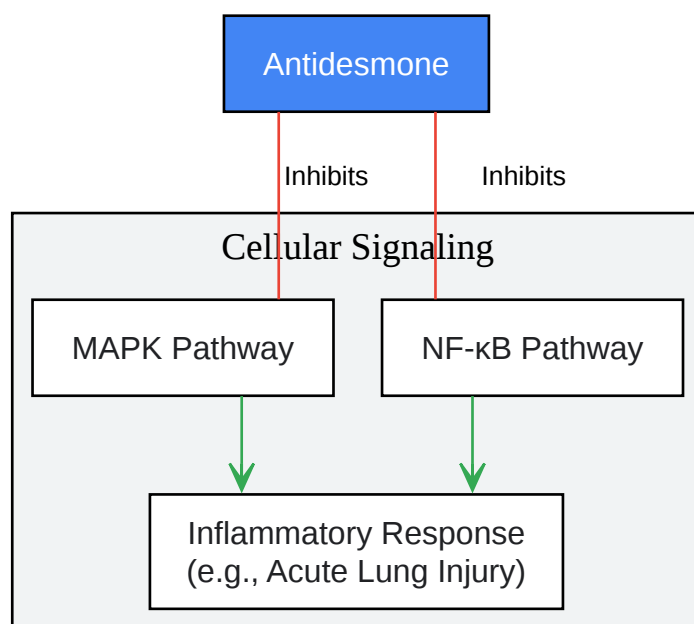 Antidesmone
Inhibits
Inhibits
Cellular Signaling
MAPK Pathway
NF-κB Pathway
Inflammatory Response
(e.g., Acute Lung Injury)